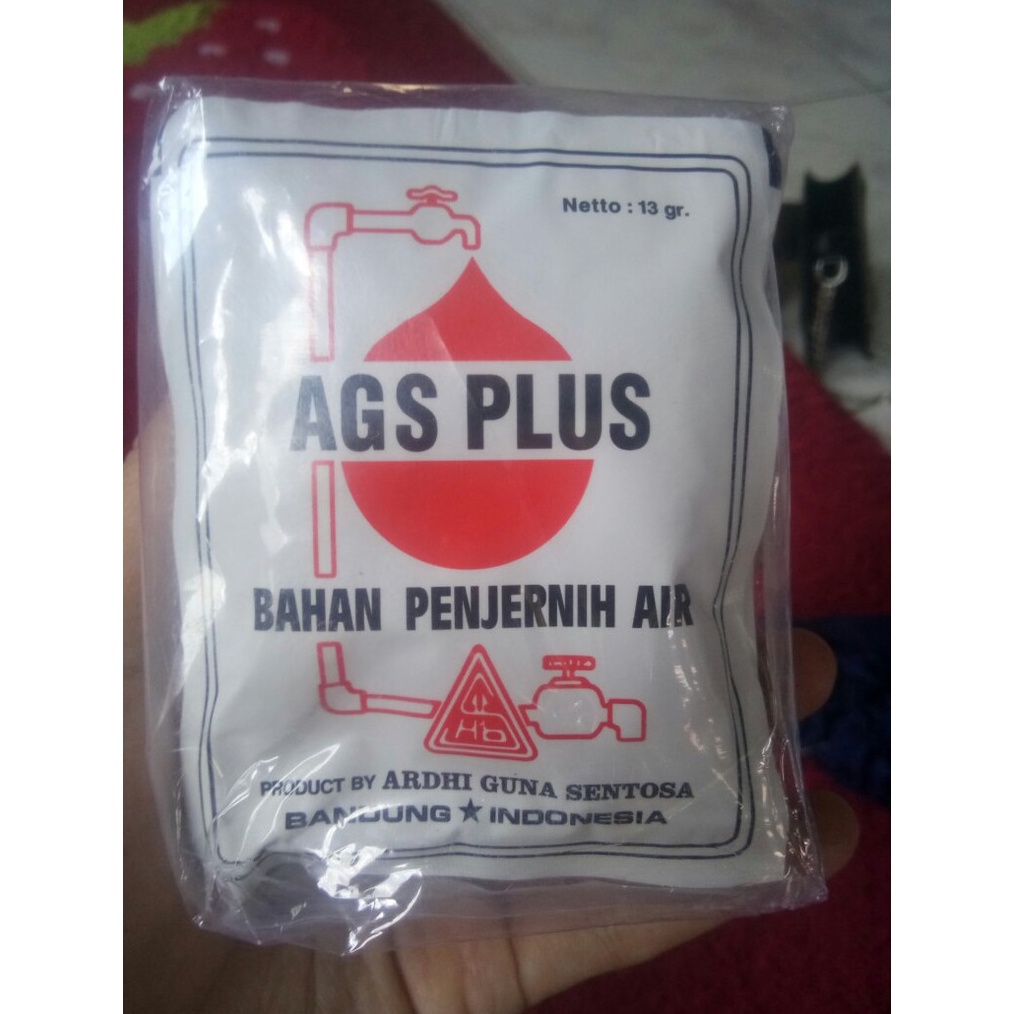 Netto : 13 gr.
AGS PLUS
BAHAN PENJERNIH AIR
PRODUCT BY ARDHI GUNA SENTOSA
BANDUNG ★ INDONESIA